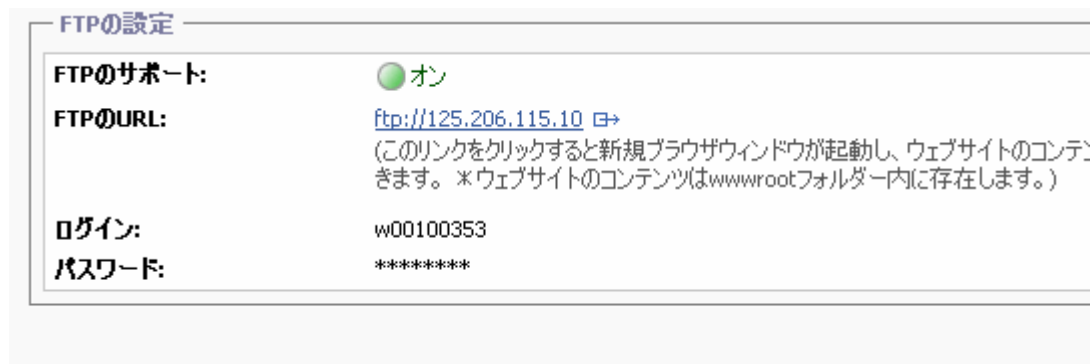 FTPの設定
FTPのサポート: オン
FTPのURL: ftp://125.206.115.10
(このリンクをクリックすると新規ブラウザウィンドウが起動し、ウェブサイトのコンテン
きます。＊ウェブサイトのコンテンツはwwwrootフォルダー内に存在します。)
ログイン: w00100353
パスワード: ********